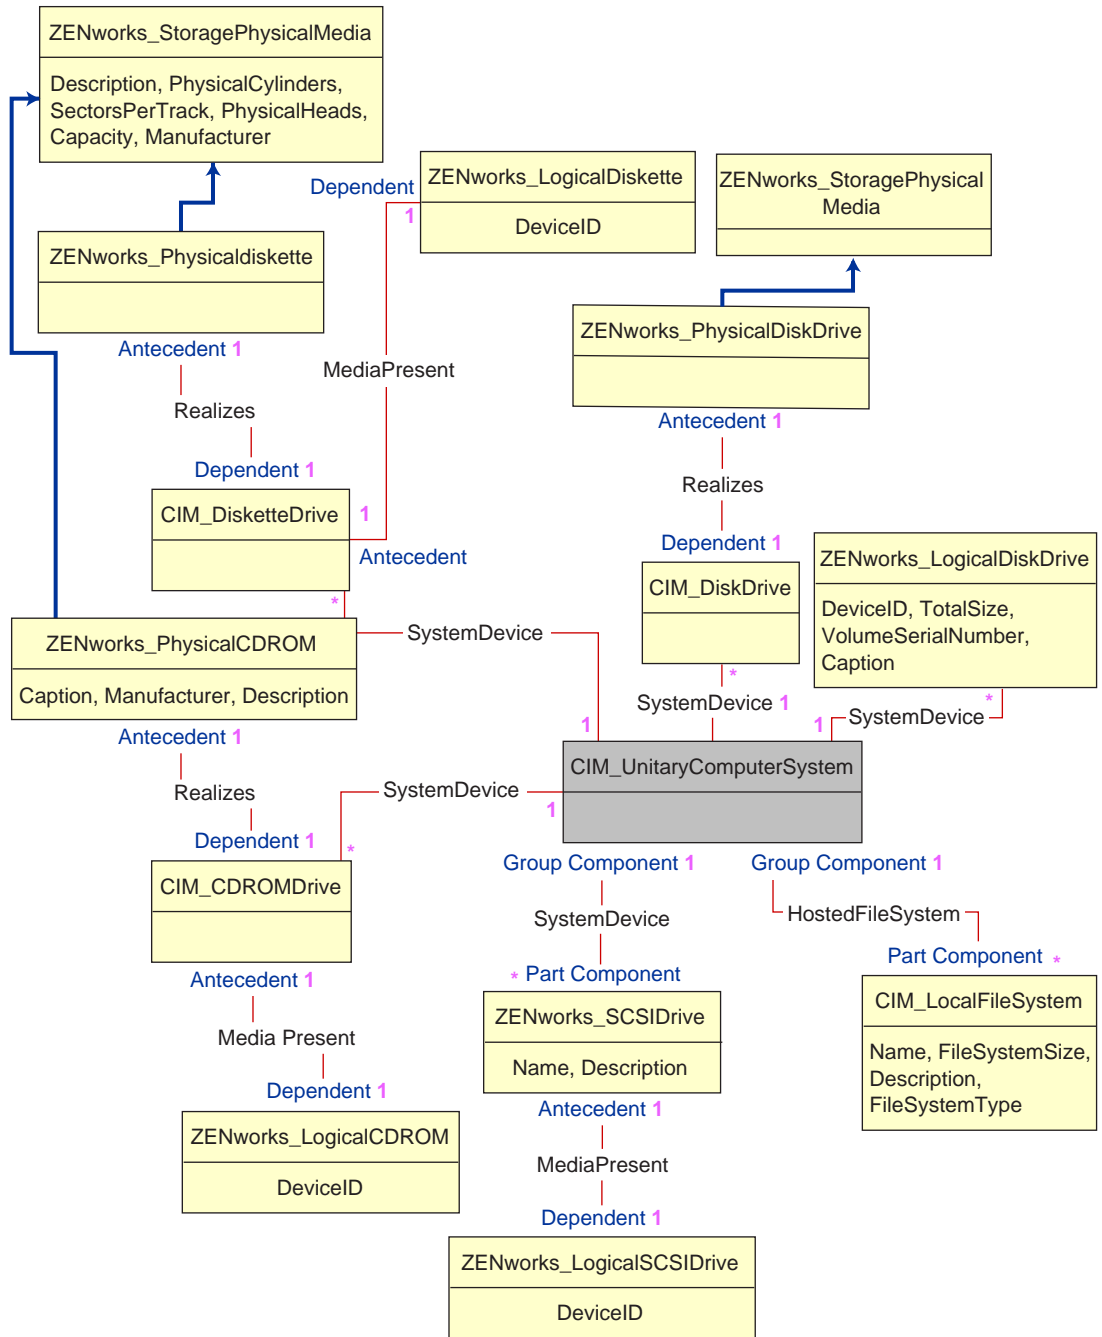 ZENworks_StoragePhysicalMedia
Description, PhysicalCylinders,
SectorsPerTrack, PhysicalHeads,
Capacity, Manufacturer
ZENworks_LogicalDiskette
DeviceID
Dependent
1
ZENworks_StoragePhysical
Media
ZENworks_Physicaldiskette
Antecedent 1
Realizes
Dependent 1
MediaPresent
ZENworks_PhysicalDiskDrive
Antecedent 1
Realizes
Dependent 1
CIM_DisketteDrive
1
Antecedent
*
CIM_DiskDrive
*
SystemDevice 1
ZENworks_LogicalDiskDrive
DeviceID, TotalSize,
VolumeSerialNumber,
Caption
*
SystemDevice
1
ZENworks_PhysicalCDROM
Caption, Manufacturer, Description
SystemDevice
1
Antecedent 1
Realizes
Dependent 1
CIM_UnitaryComputerSystem
SystemDevice
1
*
CIM_CDROMDrive
Antecedent 1
Media Present
Dependent 1
ZENworks_LogicalCDROM
DeviceID
Group Component 1
SystemDevice
* Part Component
ZENworks_SCSIDrive
Name, Description
Antecedent 1
MediaPresent
Dependent 1
ZENworks_LogicalSCSIDrive
DeviceID
Group Component 1
HostedFileSystem
Part Component *
CIM_LocalFileSystem
Name, FileSystemSize,
Description,
FileSystemType